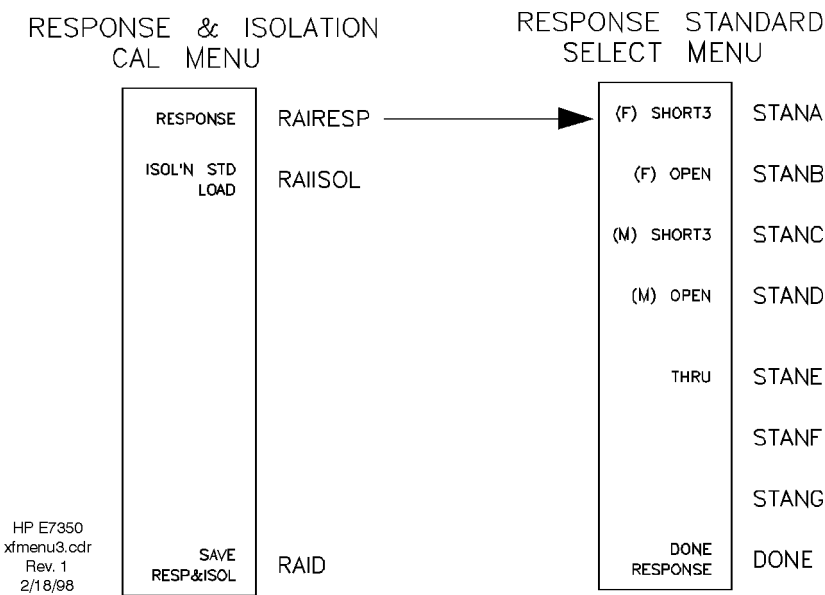 RESPONSE & ISOLATION
CAL MENU
RESPONSE RAIRESP
ISOL'N STD
LOAD
RAIISOL
SAVE
RESP&ISOL
RAID
RESPONSE STANDARD
SELECT MENU
(F) SHORT3 STANA
(F) OPEN STANB
(M) SHORT3 STANC
(M) OPEN STAND
THRU STANE
STANF
STANG
DONE
RESPONSE
DONE
HP E7350
xfmenu3.cdr
Rev. 1
2/18/98